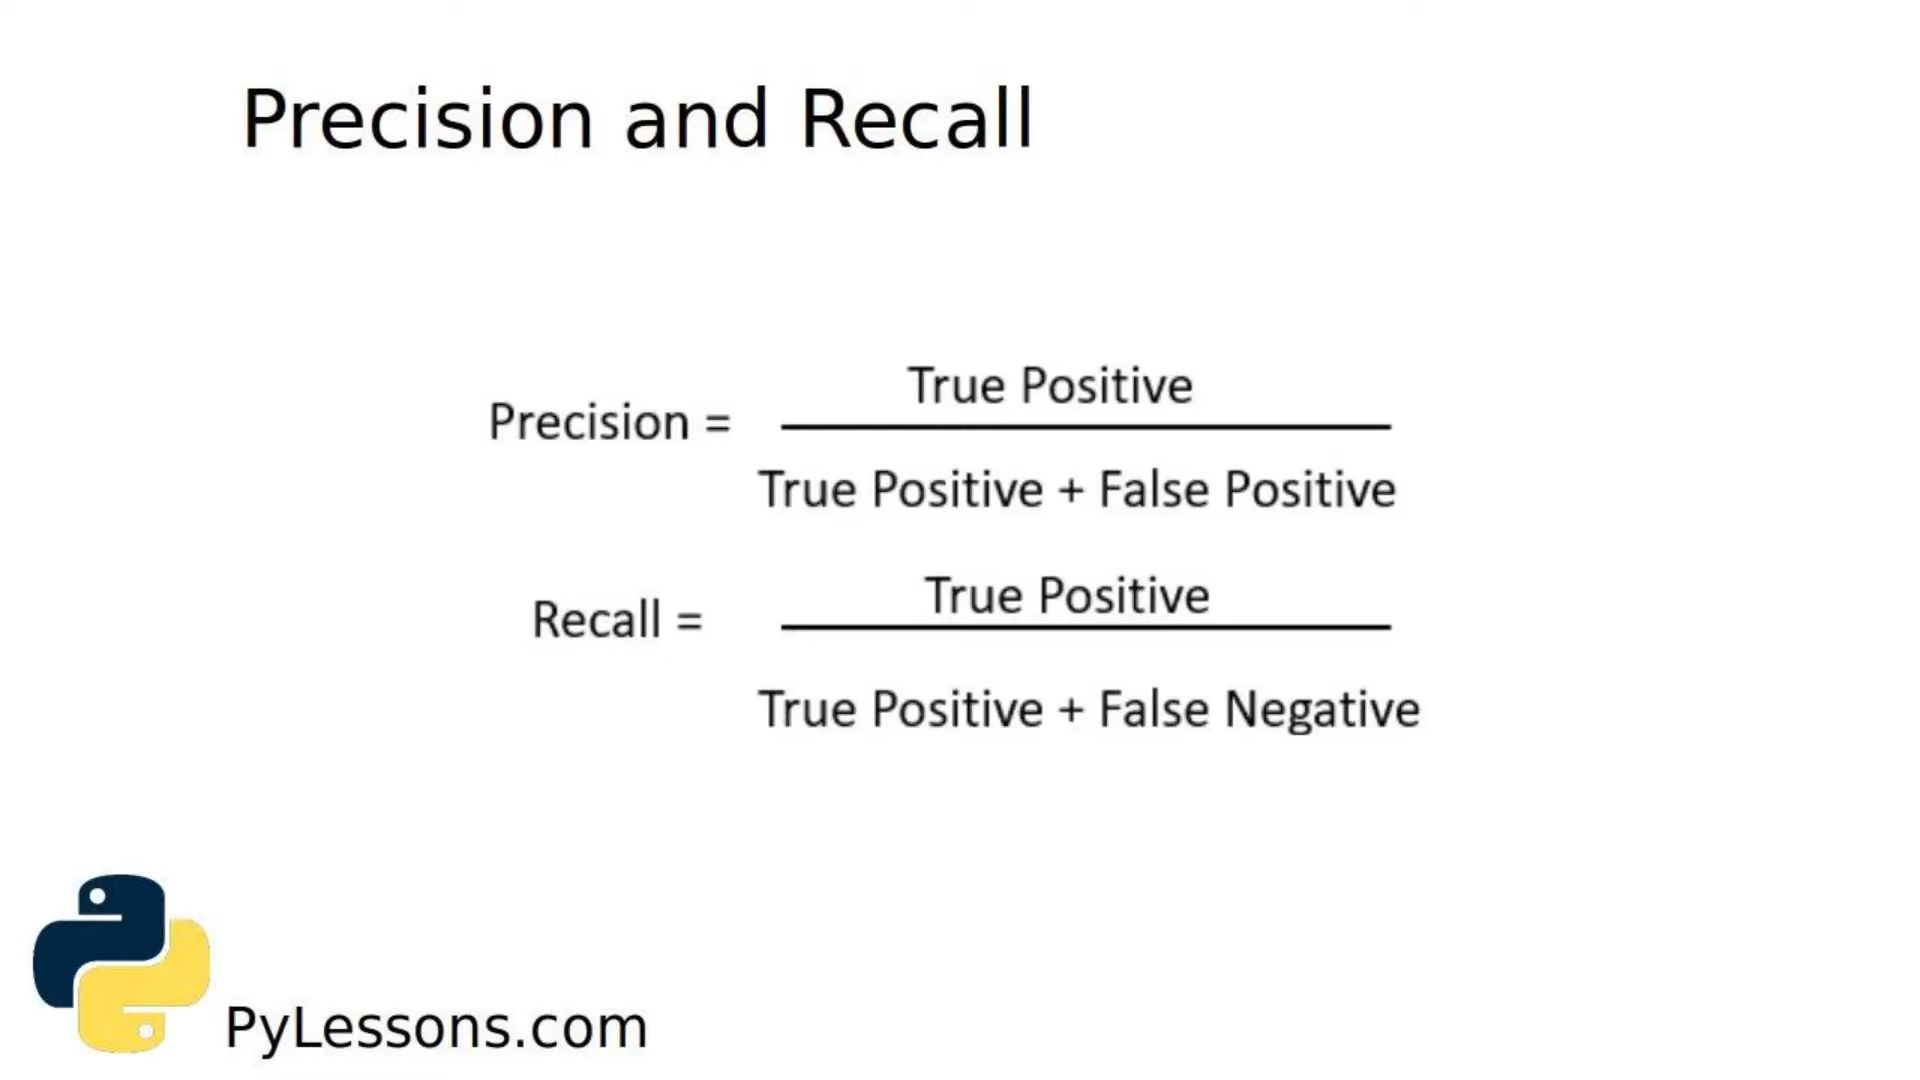 Precision and Recall
True Positive
Precision =
True Positive + False Positive
True Positive
Recall =
True Positive + False Negative
PyLessons.com